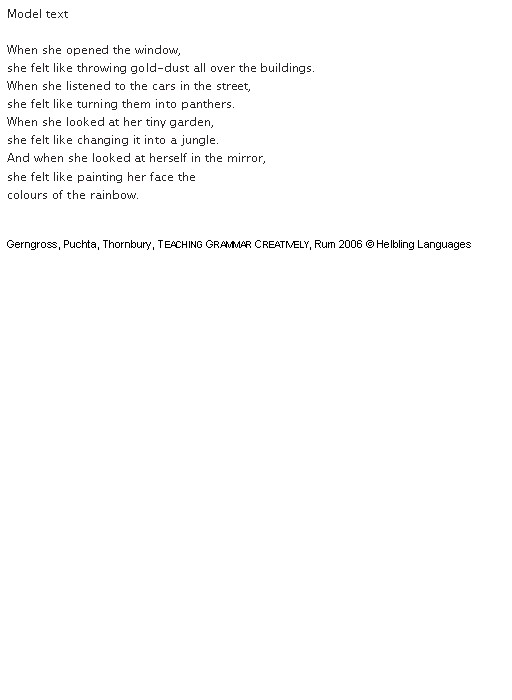 Model text
When she opened the window,
she felt like throwing gold-dust all over the buildings.
When she listened to the cars in the street,
she felt like turning them into panthers.
When she looked at her tiny garden,
she felt like changing it into a jungle.
And when she looked at herself in the mirror,
she felt like painting her face the
colours of the rainbow.
Gerngross, Puchta, Thornbury, TEACHING GRAMMAR CREATIVELY, Rum 2006 © Helbling Languages